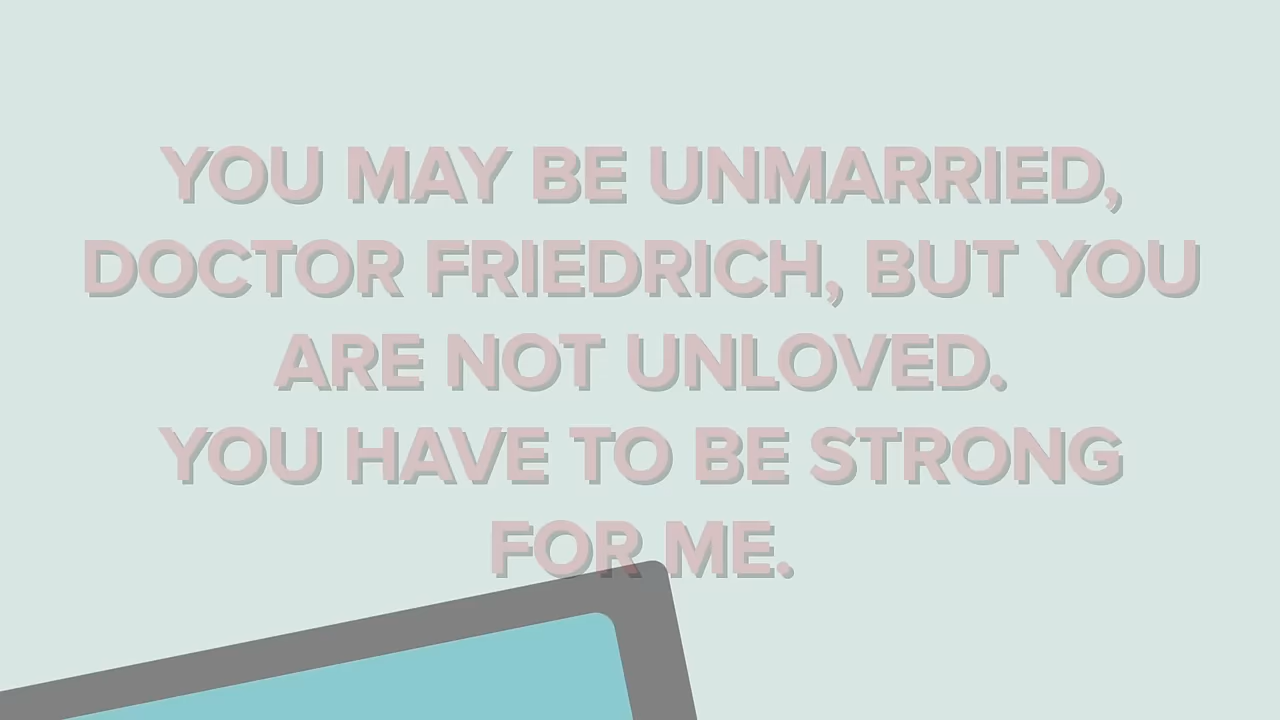 YOU MAY BE UNMARRIED,
DOCTOR FRIEDRICH, BUT YOU
ARE NOT UNLOVED.
YOU HAVE TO BE STRONG
FOR ME.